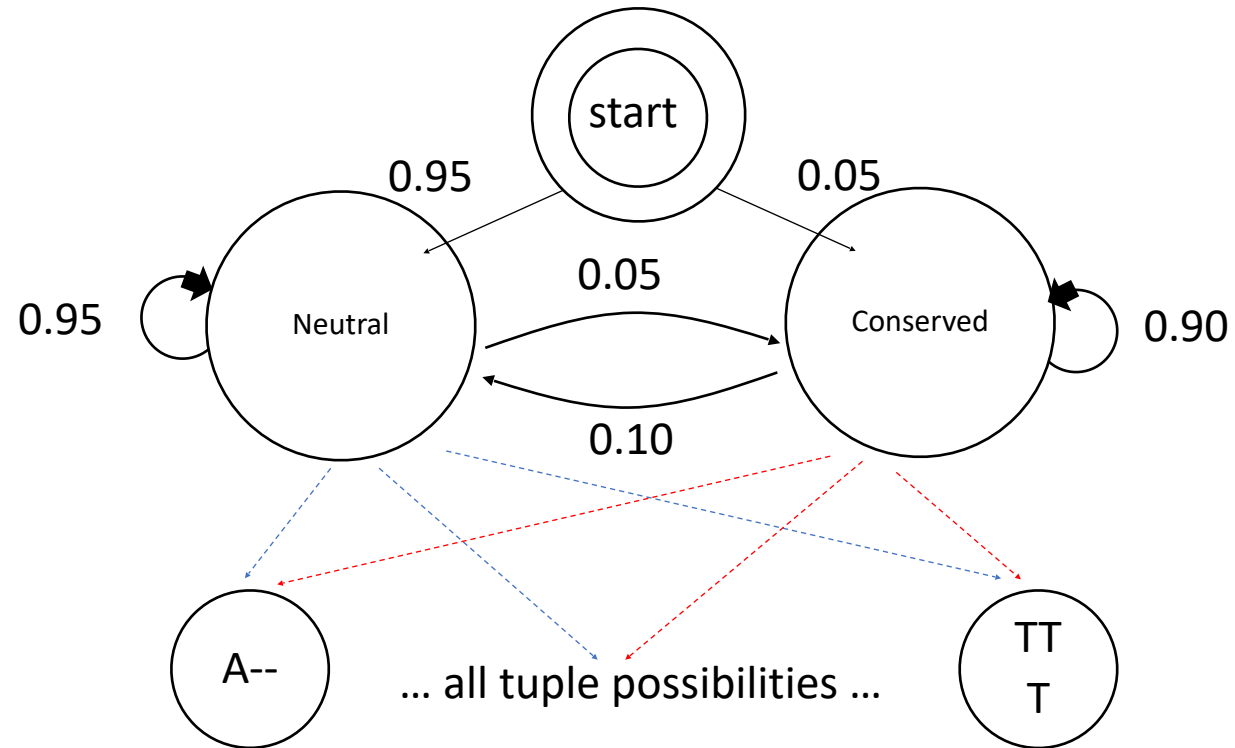 start
0.95
0.05
0.05
0.95
Neutral
Conserved
0.90
0.10
A--
... all tuple possibilities ...
TT
T